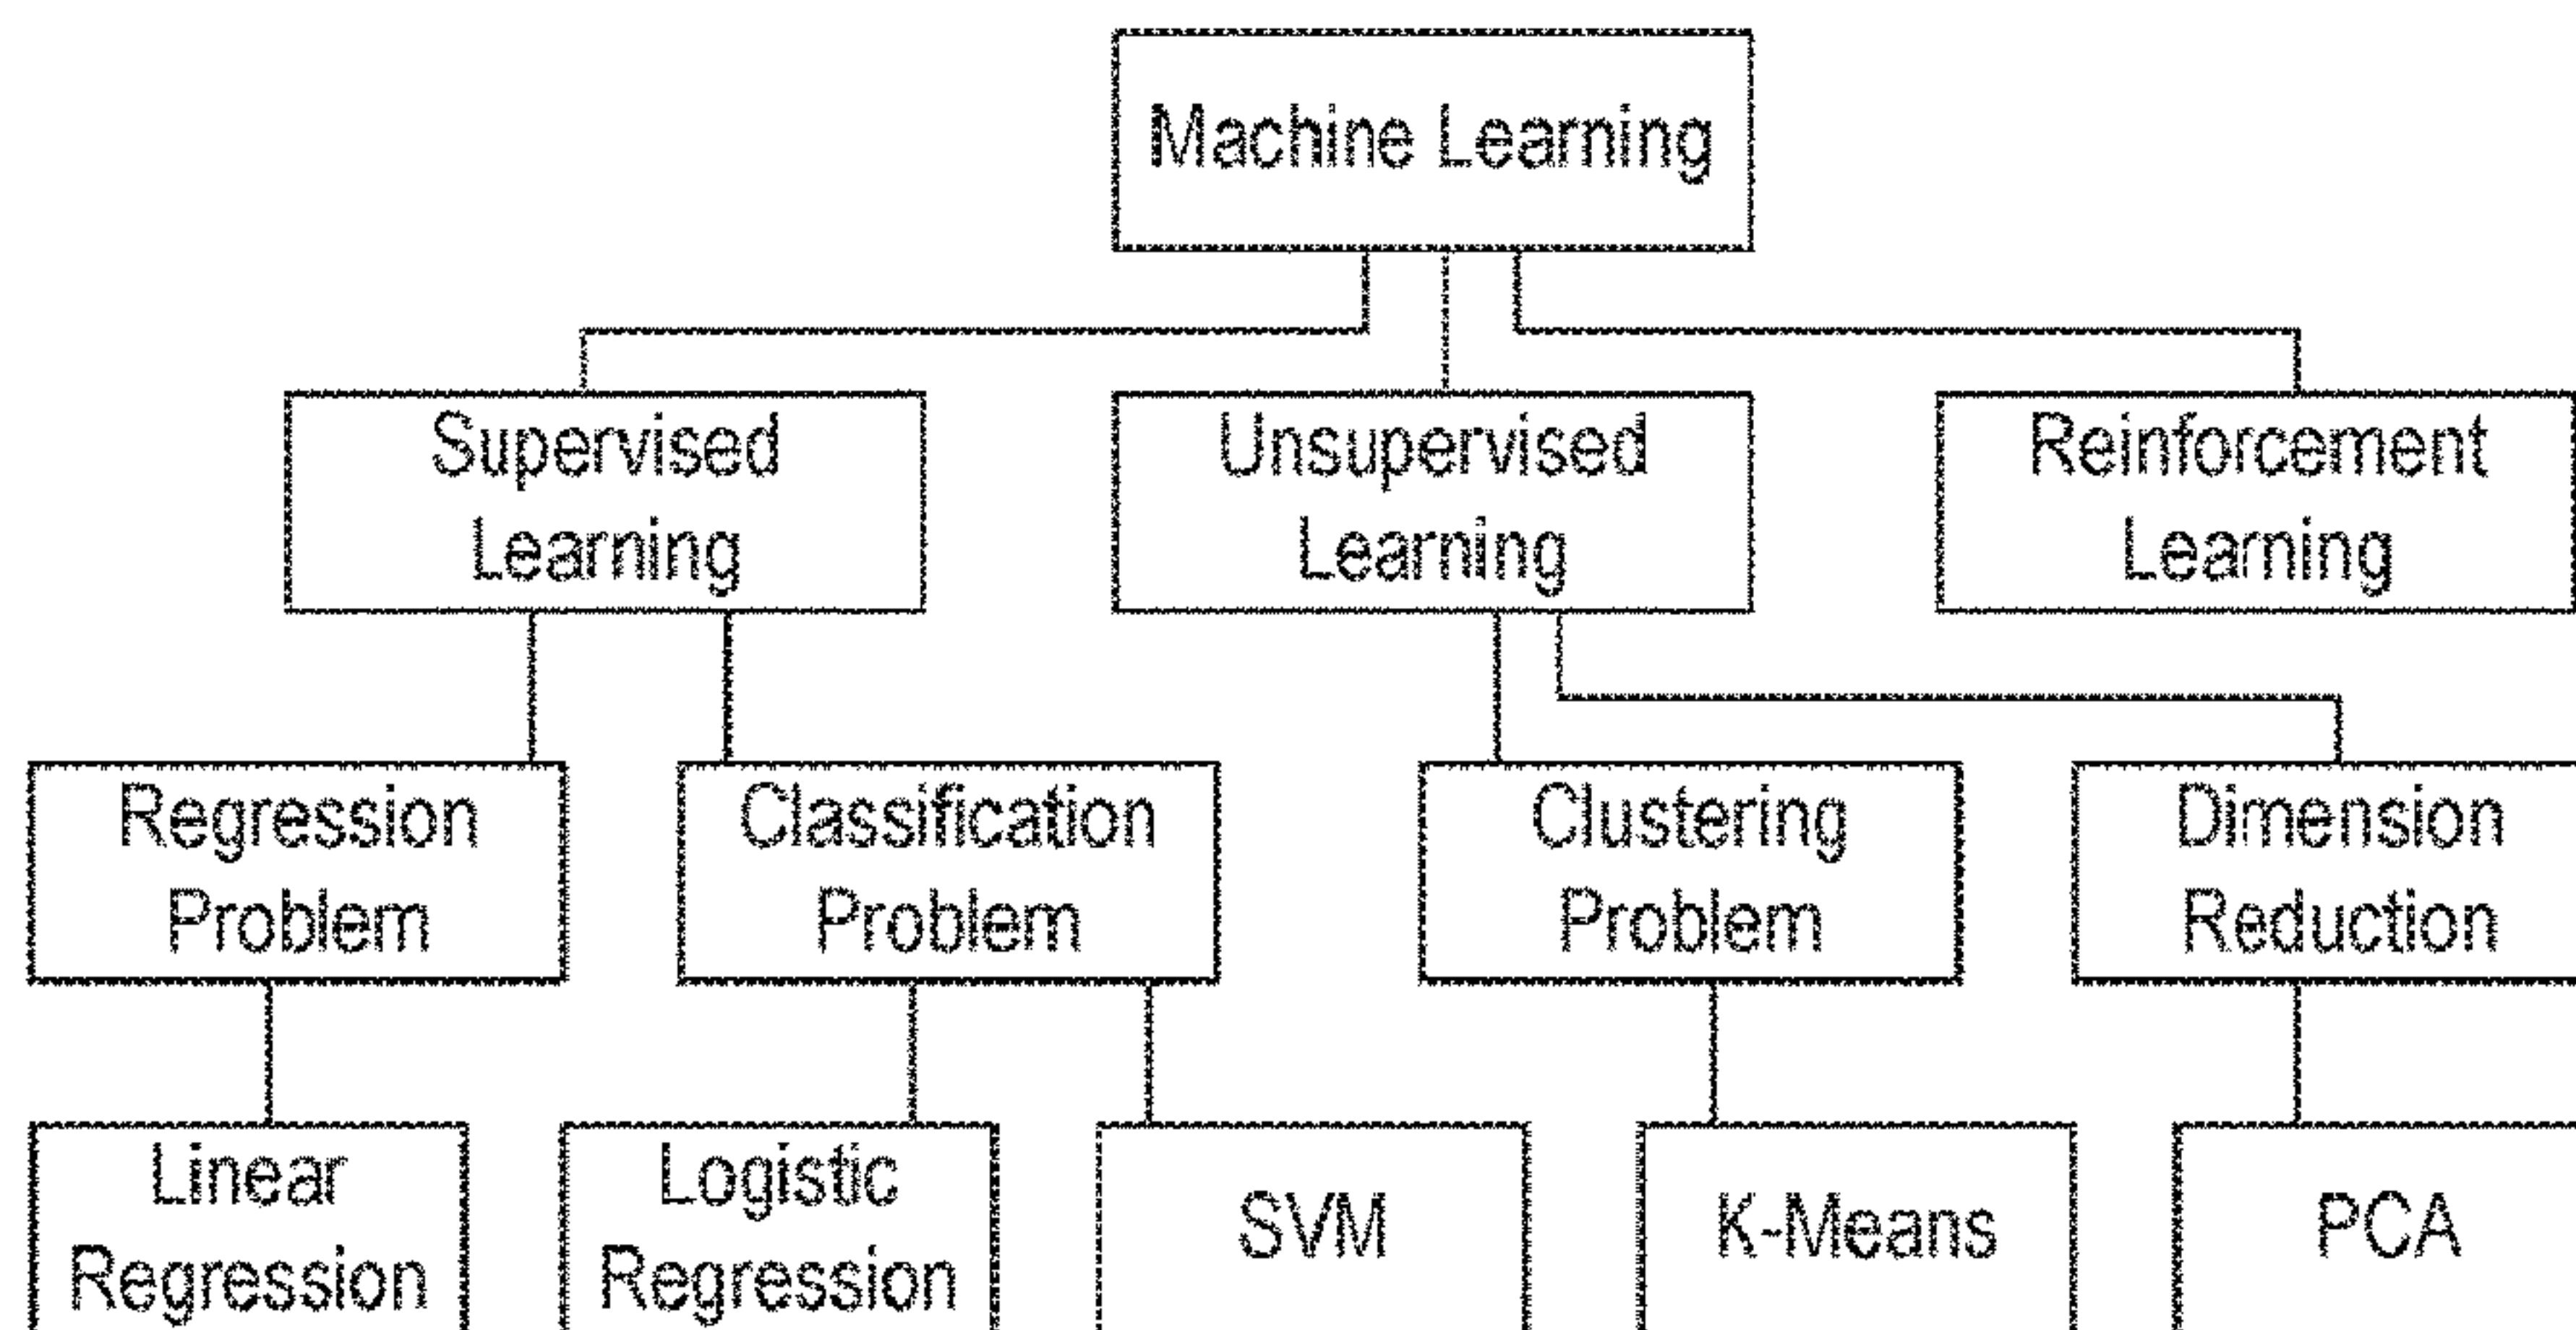 Machine Learning
Supervised
Learning
Unsupervised
Learning
Reinforcement
Learning
Regression
Problem
Classification
Problem
Clustering
Problem
Dimension
Reduction
Linear
Regression
Logistic
Regression
SVM
K-Means
PCA